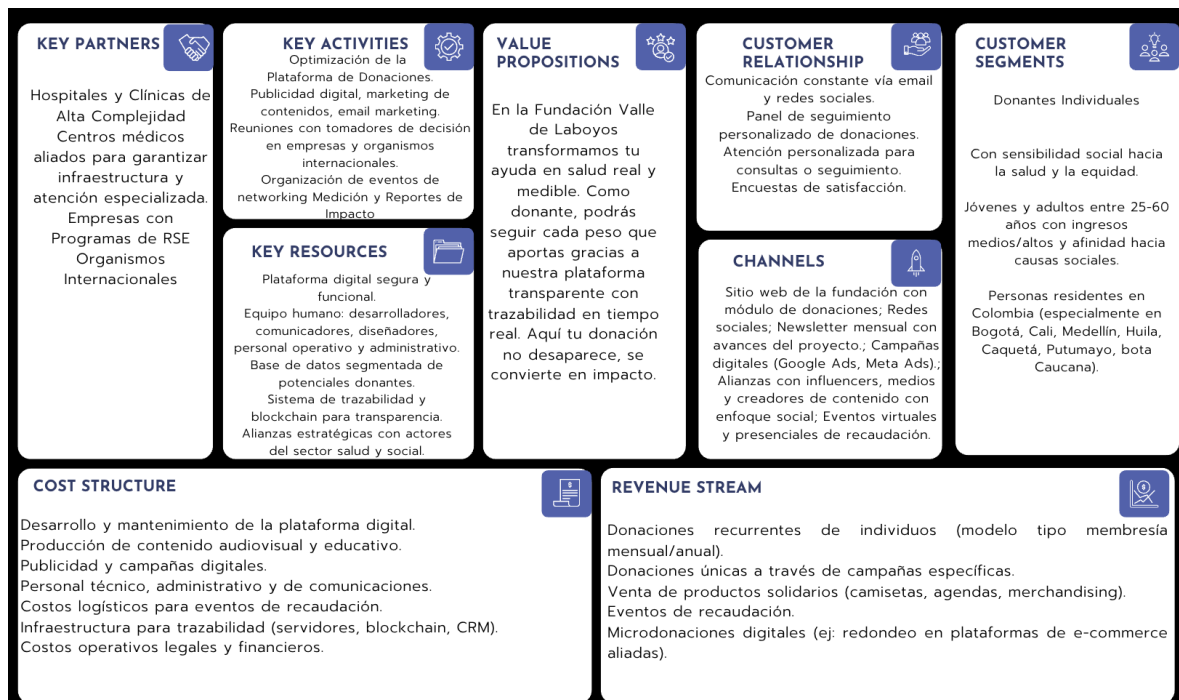 KEY PARTNERS
Hospitales y Clínicas de
Alta Complejidad
Centros médicos
aliados para garantizar
infraestructura y
atención especializada.
Empresas con
Programas de RSE
Organismos
Internacionales
KEY ACTIVITIES
Optimización de la
Plataforma de Donaciones.
Publicidad digital, marketing de
contenidos, email marketing.
Reuniones con tomadores de decisión
en empresas y organismos
internacionales.
Organización de eventos de
networking Medición y Reportes de
Impacto
KEY RESOURCES
Plataforma digital segura y
funcional.
Equipo humano: desarrolladores,
comunicadores, diseñadores,
personal operativo y administrativo.
Base de datos segmentada de
potenciales donantes.
Sistema de trazabilidad y
blockchain para transparencia.
Alianzas estratégicas con actores
del sector salud y social.
VALUE
PROPOSITIONS
En la Fundación Valle
de Laboyos
transformamos tu
ayuda en salud real y
medible. Como
donante, podrás
seguir cada peso que
aportas gracias a
nuestra plataforma
transparente con
trazabilidad en tiempo
real. Aquí tu donación
no desaparece, se
convierte en impacto.
CUSTOMER
RELATIONSHIP
Comunicación constante vía email
y redes sociales.
Panel de seguimiento
personalizado de donaciones.
Atención personalizada para
consultas o seguimiento.
Encuestas de satisfacción.
CHANNELS
Sitio web de la fundación con
módulo de donaciones; Redes
sociales; Newsletter mensual con
avances del proyecto.; Campañas
digitales (Google Ads, Meta Ads).;
Alianzas con influencers, medios
y creadores de contenido con
enfoque social; Eventos virtuales
y presenciales de recaudación.
CUSTOMER
SEGMENTS
Donantes Individuales
Con sensibilidad social hacia
la salud y la equidad.
Jóvenes y adultos entre 25-60
años con ingresos
medios/altos y afinidad hacia
causas sociales.
Personas residentes en
Colombia (especialmente en
Bogotá, Cali, Medellín, Huila,
Caquetá, Putumayo, bota
Caucana).
COST STRUCTURE
Desarrollo y mantenimiento de la plataforma digital.
Producción de contenido audiovisual y educativo.
Publicidad y campañas digitales.
Personal técnico, administrativo y de comunicaciones.
Costos logísticos para eventos de recaudación.
Infraestructura para trazabilidad (servidores, blockchain, CRM).
Costos operativos legales y financieros.
REVENUE STREAM
Donaciones recurrentes de individuos (modelo tipo membresía
mensual/anual).
Donaciones únicas a través de campañas específicas.
Venta de productos solidarios (camisetas, agendas, merchandising).
Eventos de recaudación.
Microdonaciones digitales (ej: redondeo en plataformas de e-commerce
aliadas).